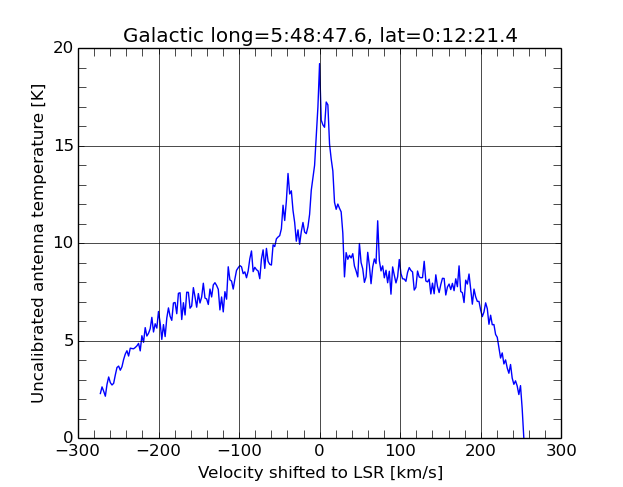 Galactic long=5:48:47.6, lat=0:12:21.4
Uncalibrated antenna temperature [K]
20
15
10
5
0
−300 −200 −100 0 100 200 300
Velocity shifted to LSR [km/s]